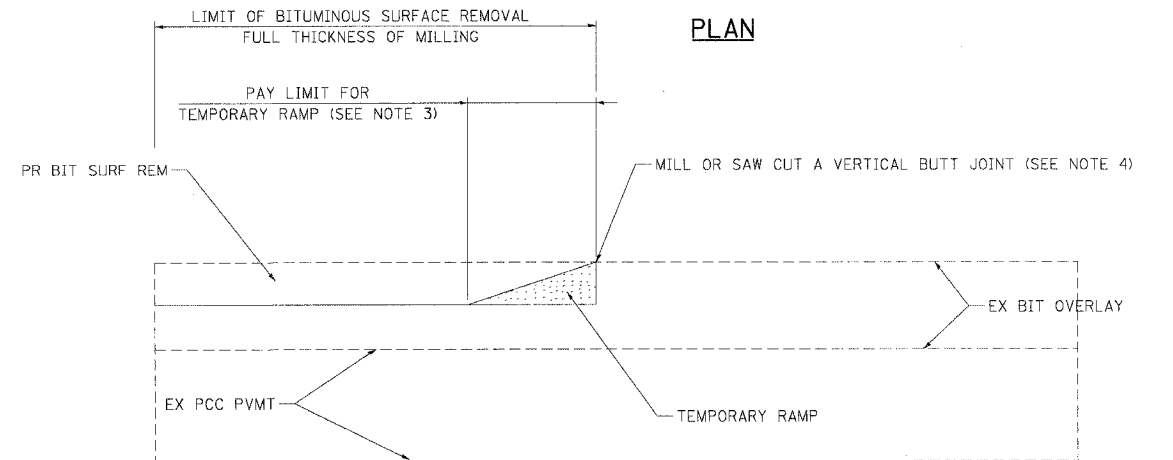 LIMIT OF BITUMINOUS SURFACE REMOVAL
FULL THICKNESS OF MILLING
PLAN
PAY LIMIT FOR
TEMPORARY RAMP (SEE NOTE 3)
PR BIT SURF REM
MILL OR SAW CUT A VERTICAL BUTT JOINT (SEE NOTE 4)
EX BIT OVERLAY
EX PCC PVMT
TEMPORARY RAMP